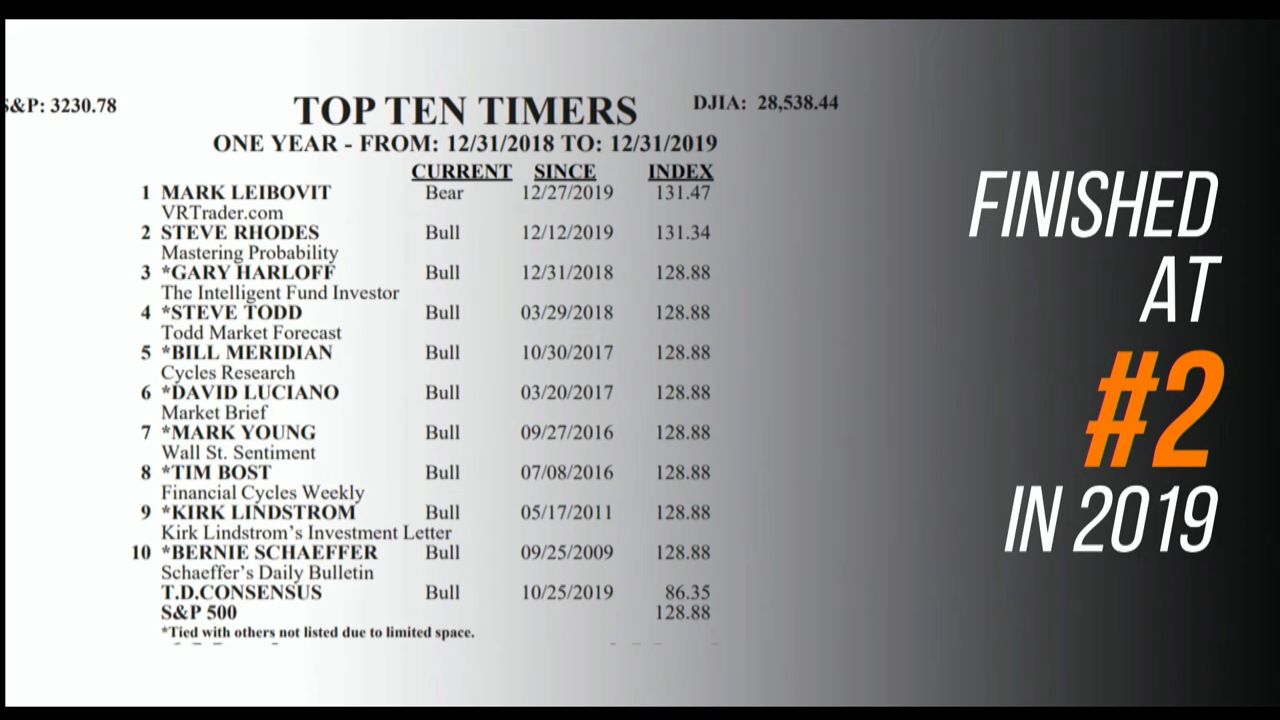 S&P: 3230.78
TOP TEN TIMERS
DJIA: 28,538.44
ONE YEAR - FROM: 12/31/2018 TO: 12/31/2019
CURRENT SINCE INDEX
1 MARK LEIBOVIT Bear 12/27/2019 131.47
VRTrader.com
2 STEVE RHODES Bull 12/12/2019 131.34
Mastering Probability
3 *GARY HARLOFF Bull 12/31/2018 128.88
The Intelligent Fund Investor
4 *STEVE TODD Bull 03/29/2018 128.88
Todd Market Forecast
5 *BILL MERIDIAN Bull 10/30/2017 128.88
Cycles Research
6 *DAVID LUCIANO Bull 03/20/2017 128.88
Market Brief
7 *MARK YOUNG Bull 09/27/2016 128.88
Wall St. Sentiment
8 *TIM BOST Bull 07/08/2016 128.88
Financial Cycles Weekly
9 *KIRK LINDSTROM Bull 05/17/2011 128.88
Kirk Lindstrom's Investment Letter
10 *BERNIE SCHAEFFER Bull 09/25/2009 128.88
Schaeffer's Daily Bulletin
T.D.CONSENSUS Bull 10/25/2019 86.35
S&P 500 128.88
*Tied with others not listed due to limited space.
FINISHED
AT
#2
IN 2019